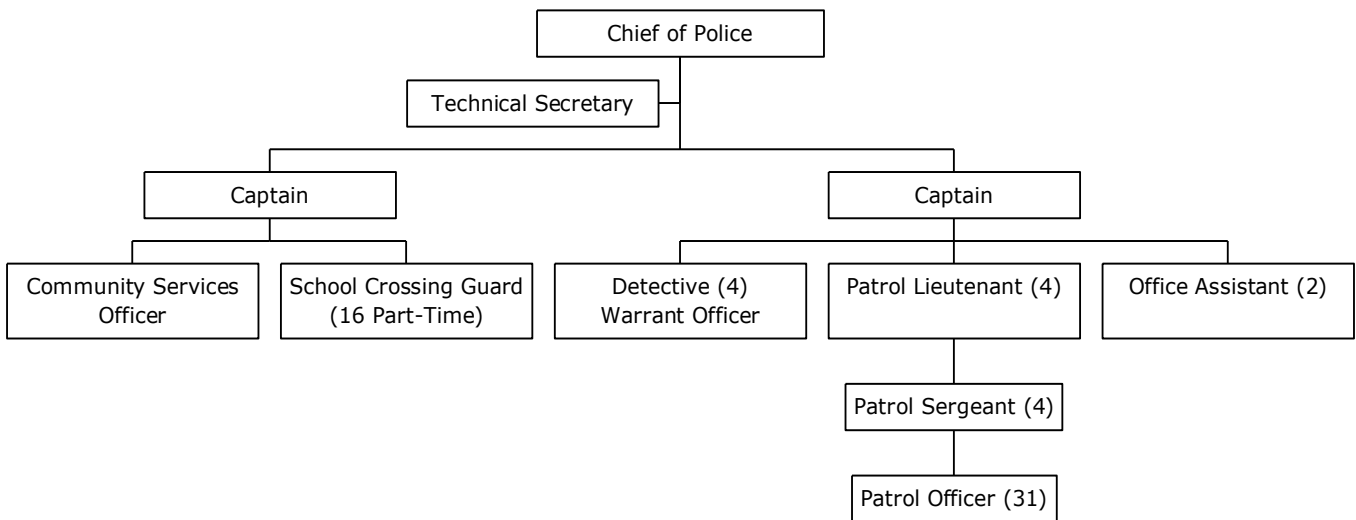 Chief of Police
Technical Secretary
Captain
Captain
Community Services
Officer
School Crossing Guard
(16 Part-Time)
Detective (4)
Warrant Officer
Patrol Lieutenant (4)
Office Assistant (2)
Patrol Sergeant (4)
Patrol Officer (31)